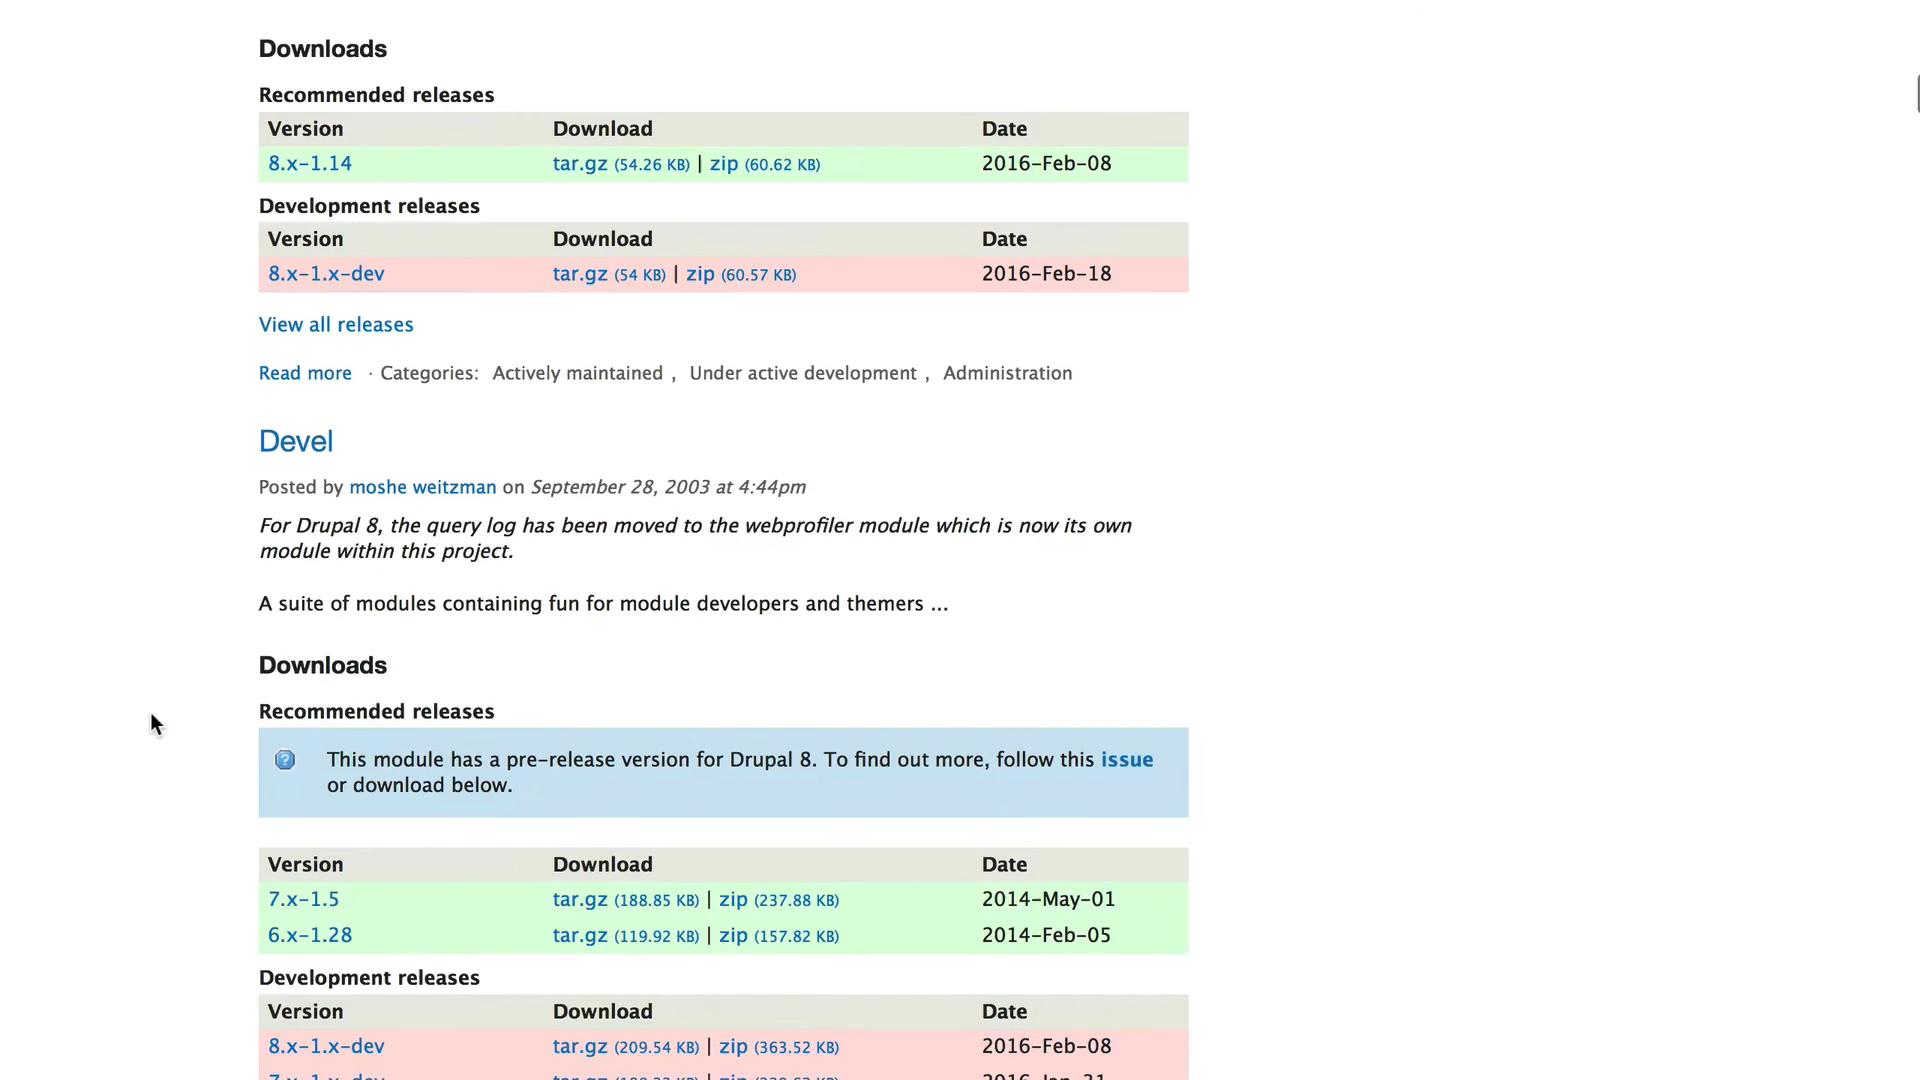 Downloads
Recommended releases
Version Download Date
8.x-1.14 tar.gz (54.26 KB) | zip (60.62 KB) 2016-Feb-08
Development releases
Version Download Date
8.x-1.x-dev tar.gz (54 KB) | zip (60.57 KB) 2016-Feb-18
View all releases
Read more · Categories: Actively maintained , Under active development , Administration
Devel
Posted by moshe weitzman on September 28, 2003 at 4:44pm
For Drupal 8, the query log has been moved to the webprofiler module which is now its own
module within this project.
A suite of modules containing fun for module developers and themers ...
Downloads
Recommended releases
This module has a pre-release version for Drupal 8. To find out more, follow this issue
or download below.
Version Download Date
7.x-1.5 tar.gz (188.85 KB) | zip (237.88 KB) 2014-May-01
6.x-1.28 tar.gz (119.92 KB) | zip (157.82 KB) 2014-Feb-05
Development releases
Version Download Date
8.x-1.x-dev tar.gz (209.54 KB) | zip (363.52 KB) 2016-Feb-08